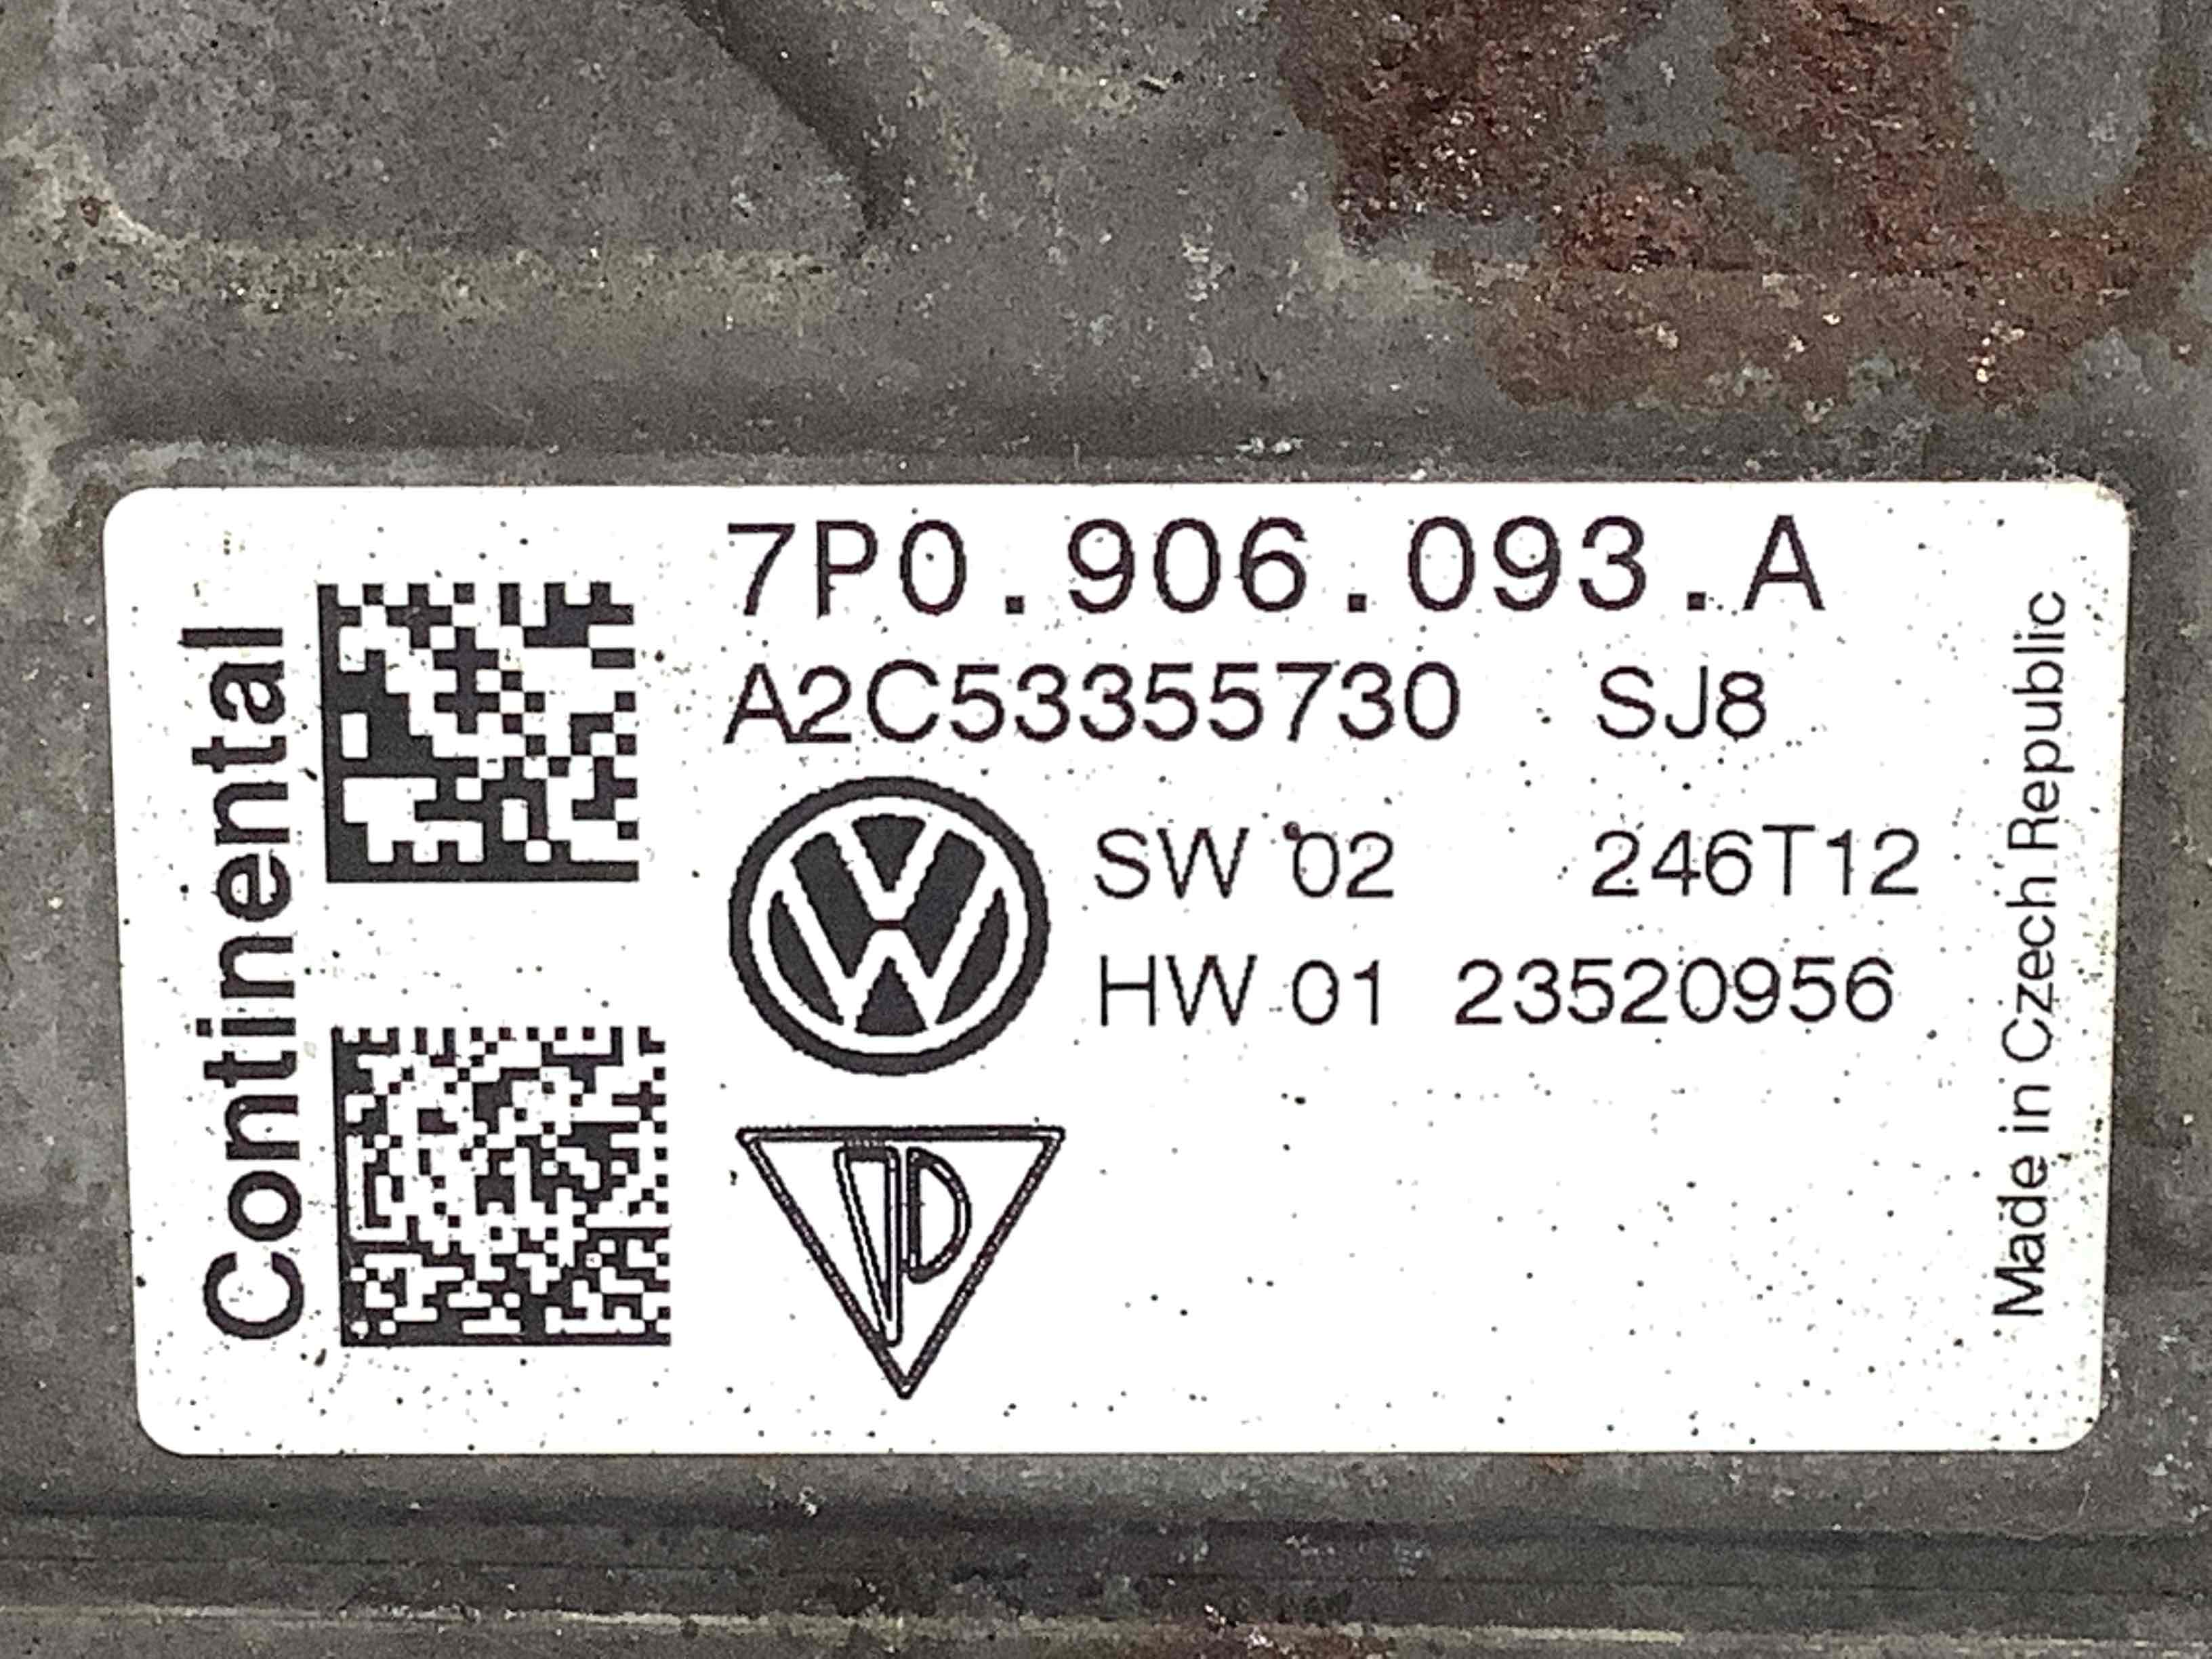 7P0.906.093.A
A2C53355730 SJ8
SW 02 246T12
HW 01 23520956
Continental
Made in Czech Republic